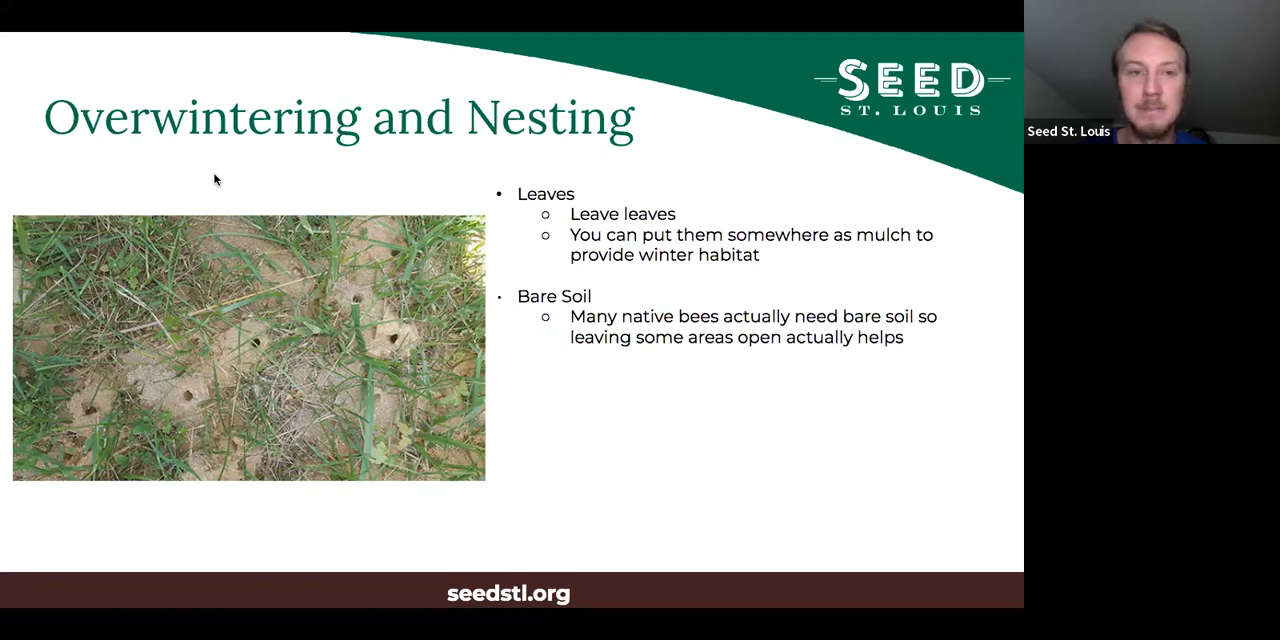 SEED
ST. LOUIS
Overwintering and Nesting
Seed St. Louis
• Leaves
○ Leave leaves
○ You can put them somewhere as mulch to
provide winter habitat
• Bare Soil
○ Many native bees actually need bare soil so
leaving some areas open actually helps
seedstl.org